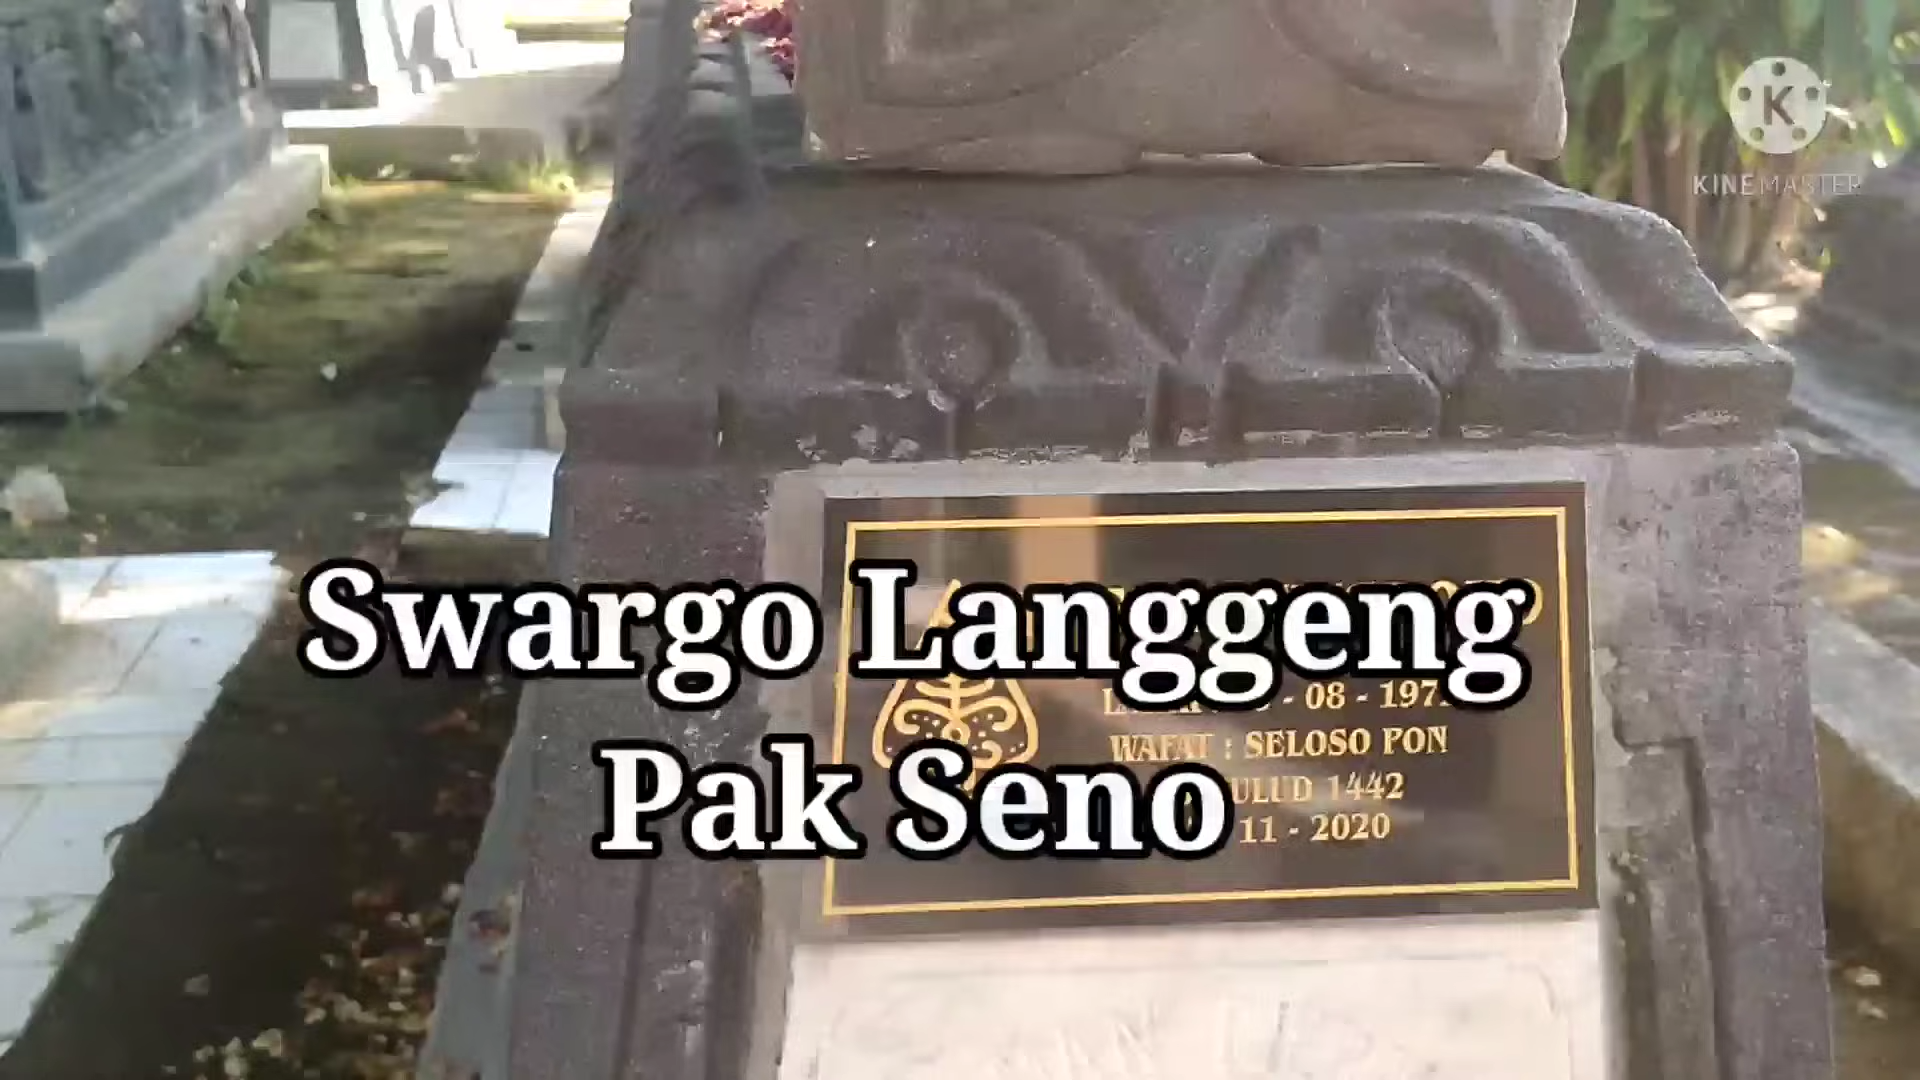 K
KINEMASTER
Swargo Langgeng
Pak Seno
- 08 - 197
WAFAT : SELOSO PON
ULUD 1442
11 - 2020